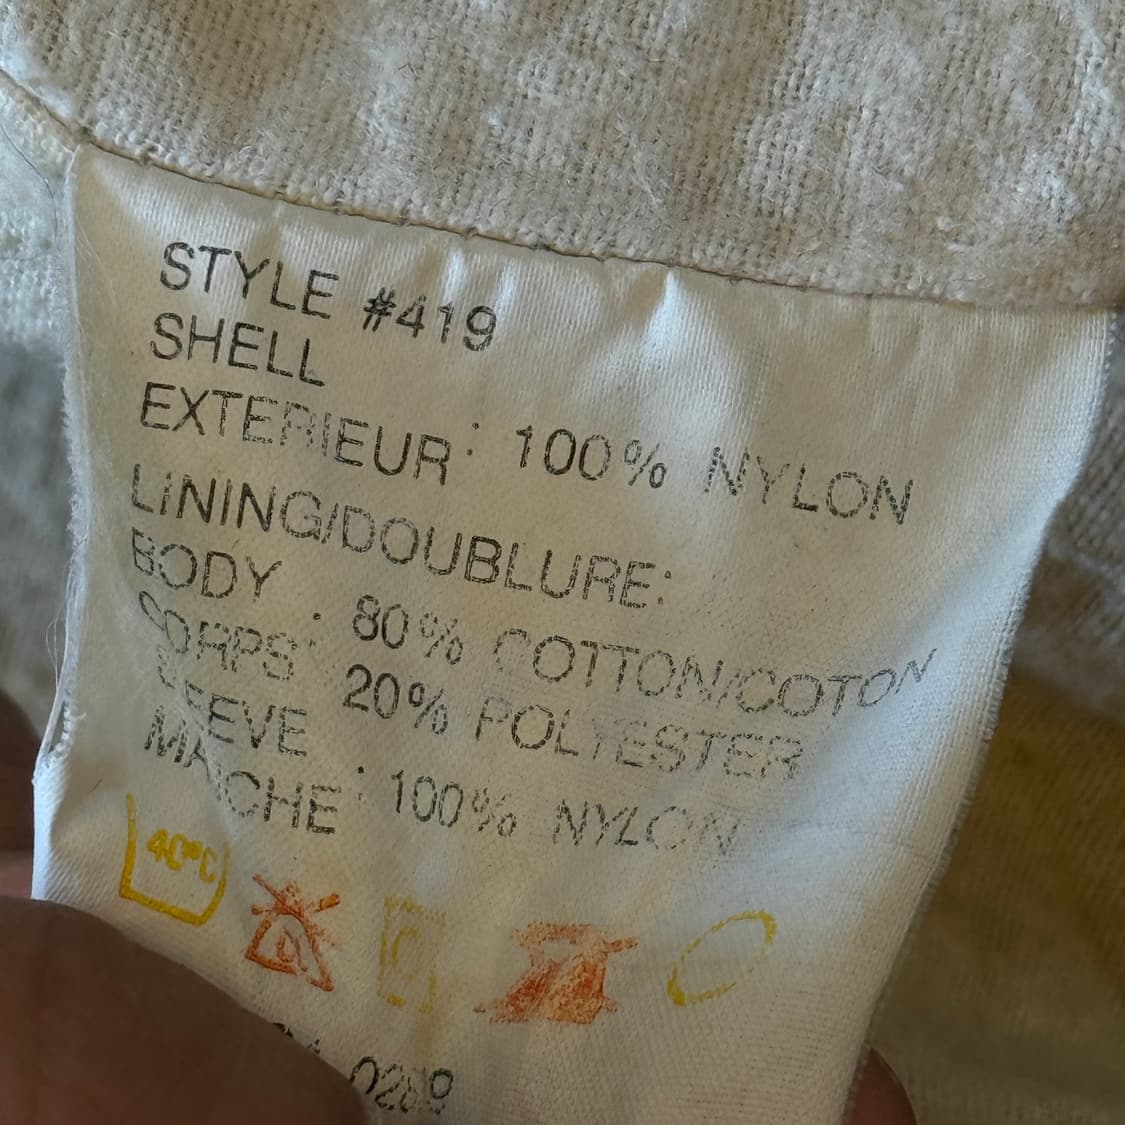 STYLE #419
SHELL
EXTERIEUR: 100% NYLON
LINING/DOUBLURE:
BODY : 80% COTTON/COTON
CORPS 20% POLYESTER
SLEEVE
MANCHE : 100% NYLON
40°C